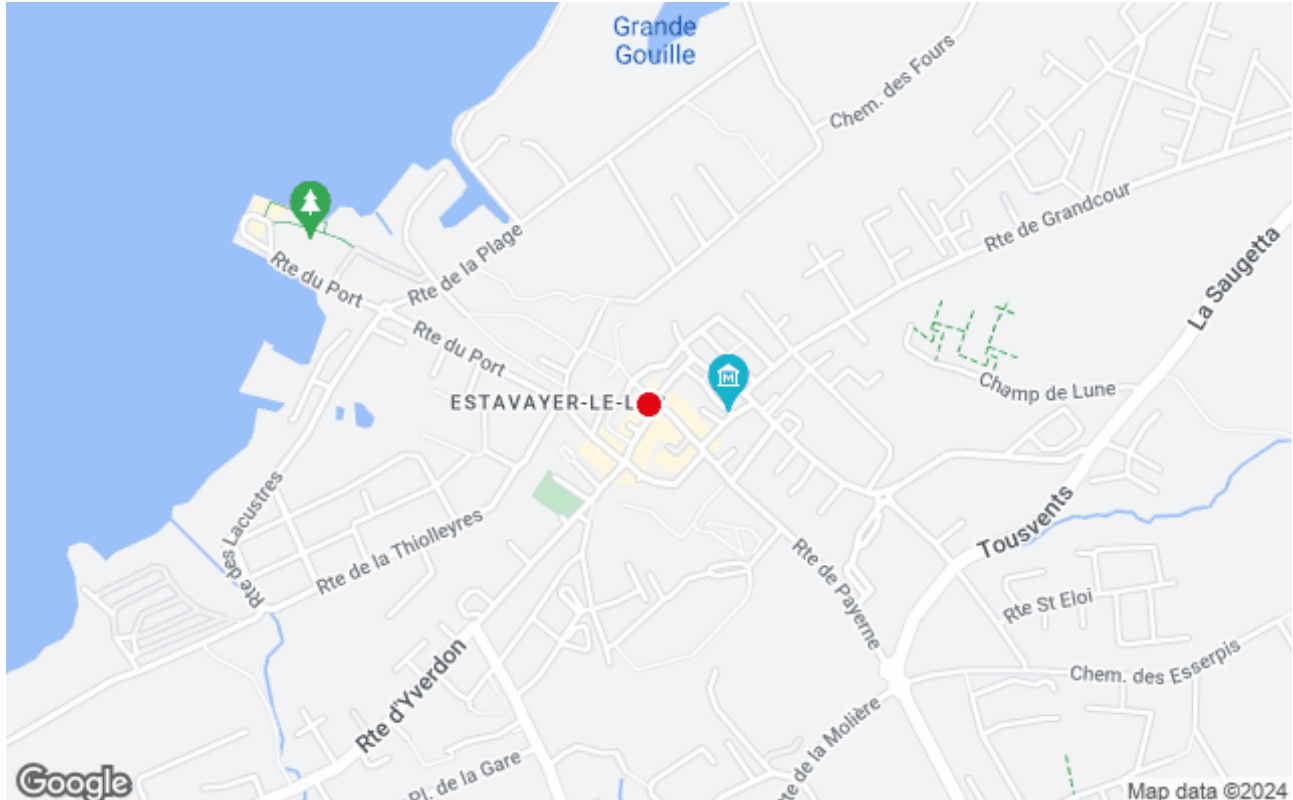 Grande
Gouille
Chem. des Fours
Rte de Grandcour
Rte de la Plage
Rte du Port
La Saugetta
Rte du Port
Champ de Lune
ESTAVAYER-LE-L
Rte des Lacustres
Rte de la Thiolleyres
Tousvents
Rte de Payerne
Rte St Eloi
Chem. des Esserpis
Rte d'Yverdon
de la Molière
Pl. de la Gare
Google
Map data ©2024
M